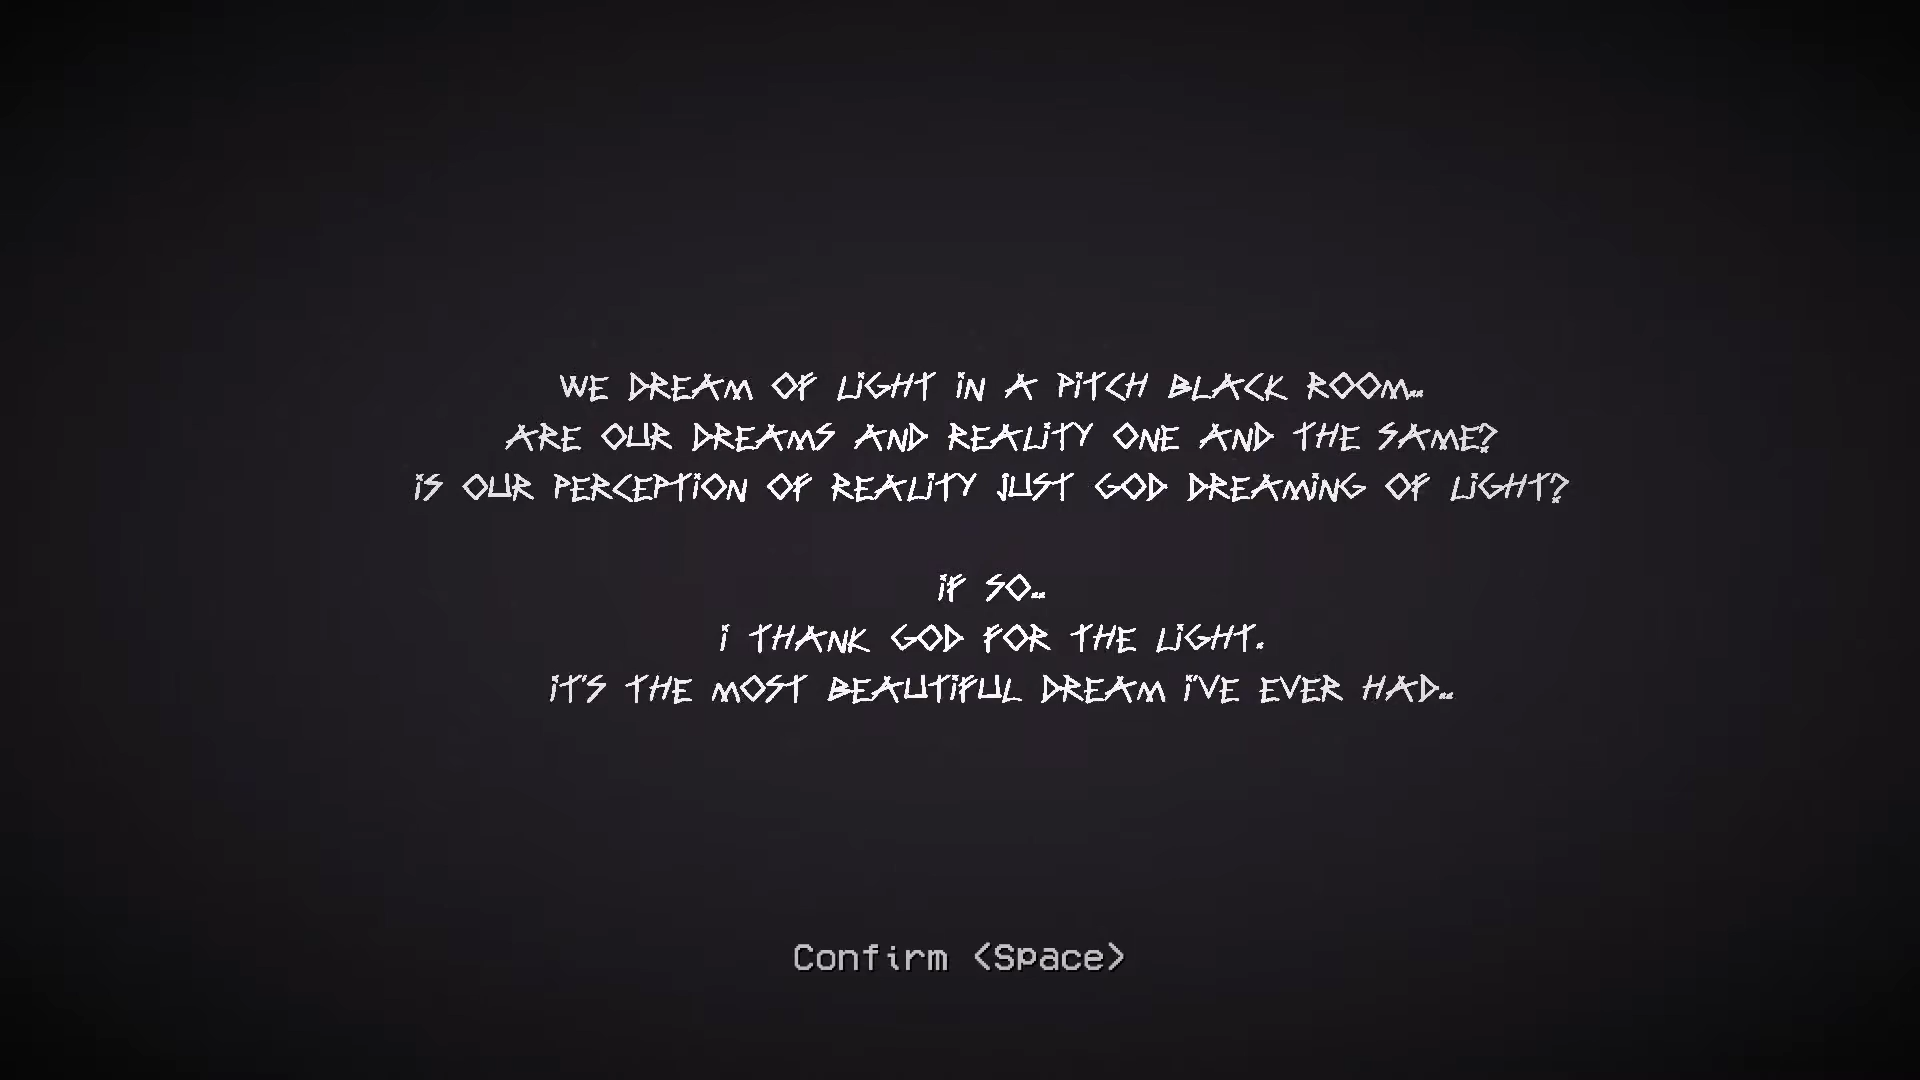 WE DREAM OF LiGHT iN A PiTCH BLACK ROOM..
ARE OUR DREAMS AND REALiTY ONE AND THE SAME?
iS OUR PERCEPTiON OF REALiTY JUST GOD DREAMiNG OF LiGHT?
iF SO..
i THANK GOD FOR THE LiGHT.
iT'S THE MOST BEAUTiFUL DREAM i'VE EVER HAD..
Confirm <Space>